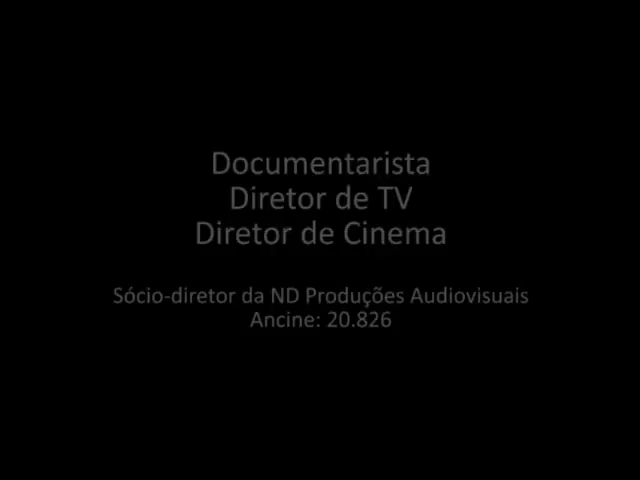 Documentarista
Diretor de TV
Diretor de Cinema
Sócio-diretor da ND Produções Audiovisuais
Ancine: 20.826